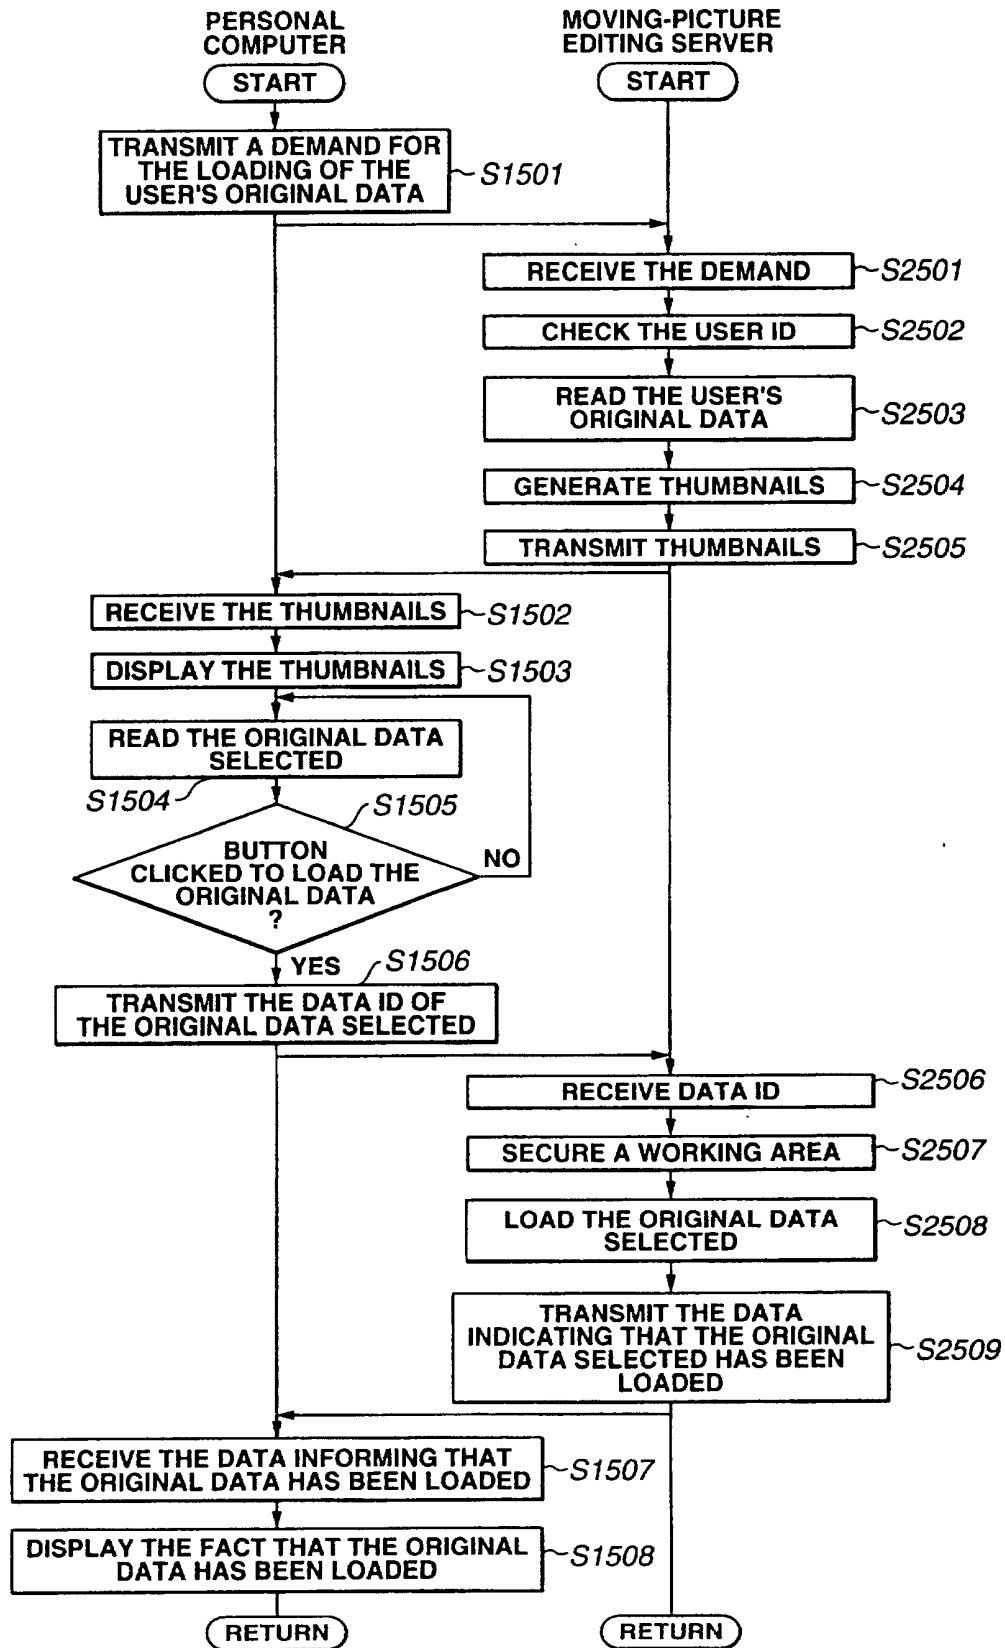 PERSONAL
COMPUTER
MOVING-PICTURE
EDITING SERVER
START
START
TRANSMIT A DEMAND FOR
THE LOADING OF THE
USER'S ORIGINAL DATA
S1501
RECEIVE THE DEMAND
S2501
CHECK THE USER ID
S2502
READ THE USER'S
ORIGINAL DATA
S2503
GENERATE THUMBNAILS
S2504
TRANSMIT THUMBNAILS
S2505
RECEIVE THE THUMBNAILS
S1502
DISPLAY THE THUMBNAILS
S1503
READ THE ORIGINAL DATA
SELECTED
S1504
S1505
BUTTON
CLICKED TO LOAD THE
ORIGINAL DATA
?
NO
YES
S1506
TRANSMIT THE DATA ID OF
THE ORIGINAL DATA SELECTED
RECEIVE DATA ID
S2506
SECURE A WORKING AREA
S2507
LOAD THE ORIGINAL DATA
SELECTED
S2508
TRANSMIT THE DATA
INDICATING THAT THE ORIGINAL
DATA SELECTED HAS BEEN
LOADED
S2509
RECEIVE THE DATA INFORMING THAT
THE ORIGINAL DATA HAS BEEN LOADED
S1507
DISPLAY THE FACT THAT THE ORIGINAL
DATA HAS BEEN LOADED
S1508
RETURN
RETURN